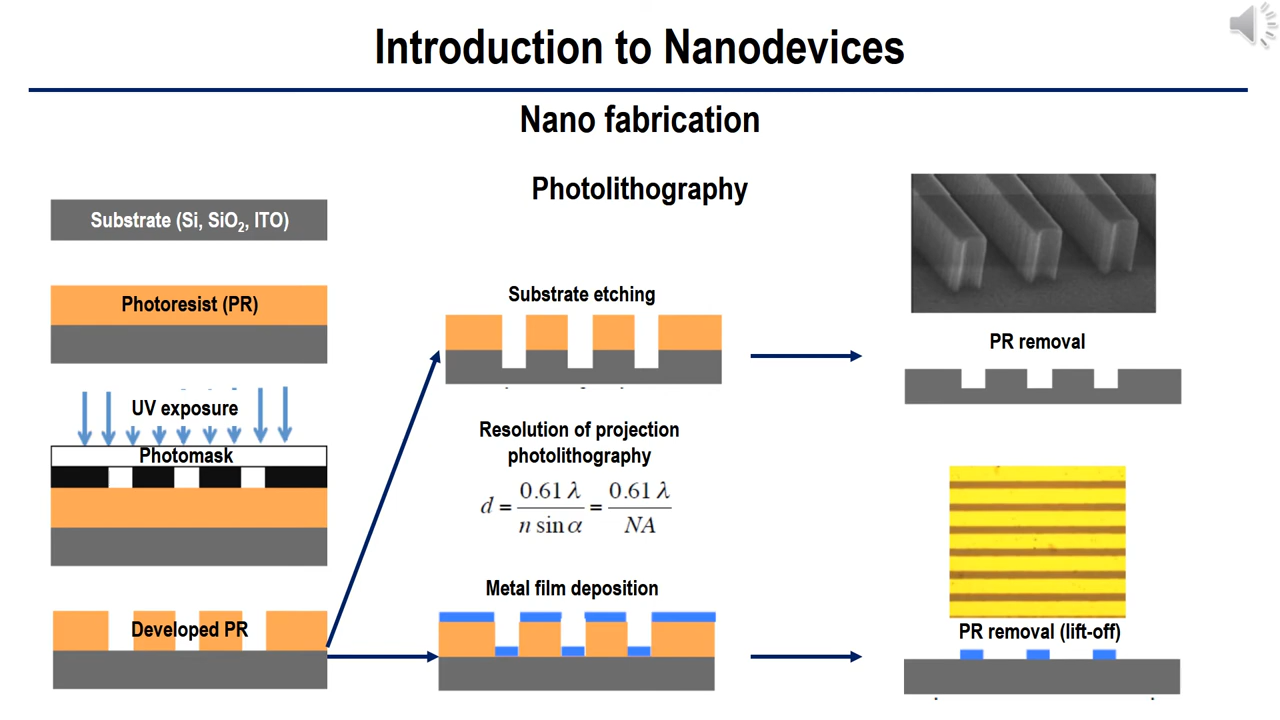 Introduction to Nanodevices
Nano fabrication
Photolithography
Substrate (Si, SiO₂, ITO)
Photoresist (PR)
UV exposure
Photomask
Developed PR
Substrate etching
Resolution of projection
photolithography
d = 0.61 λ / n sin α = 0.61 λ / NA
Metal film deposition
PR removal
PR removal (lift-off)